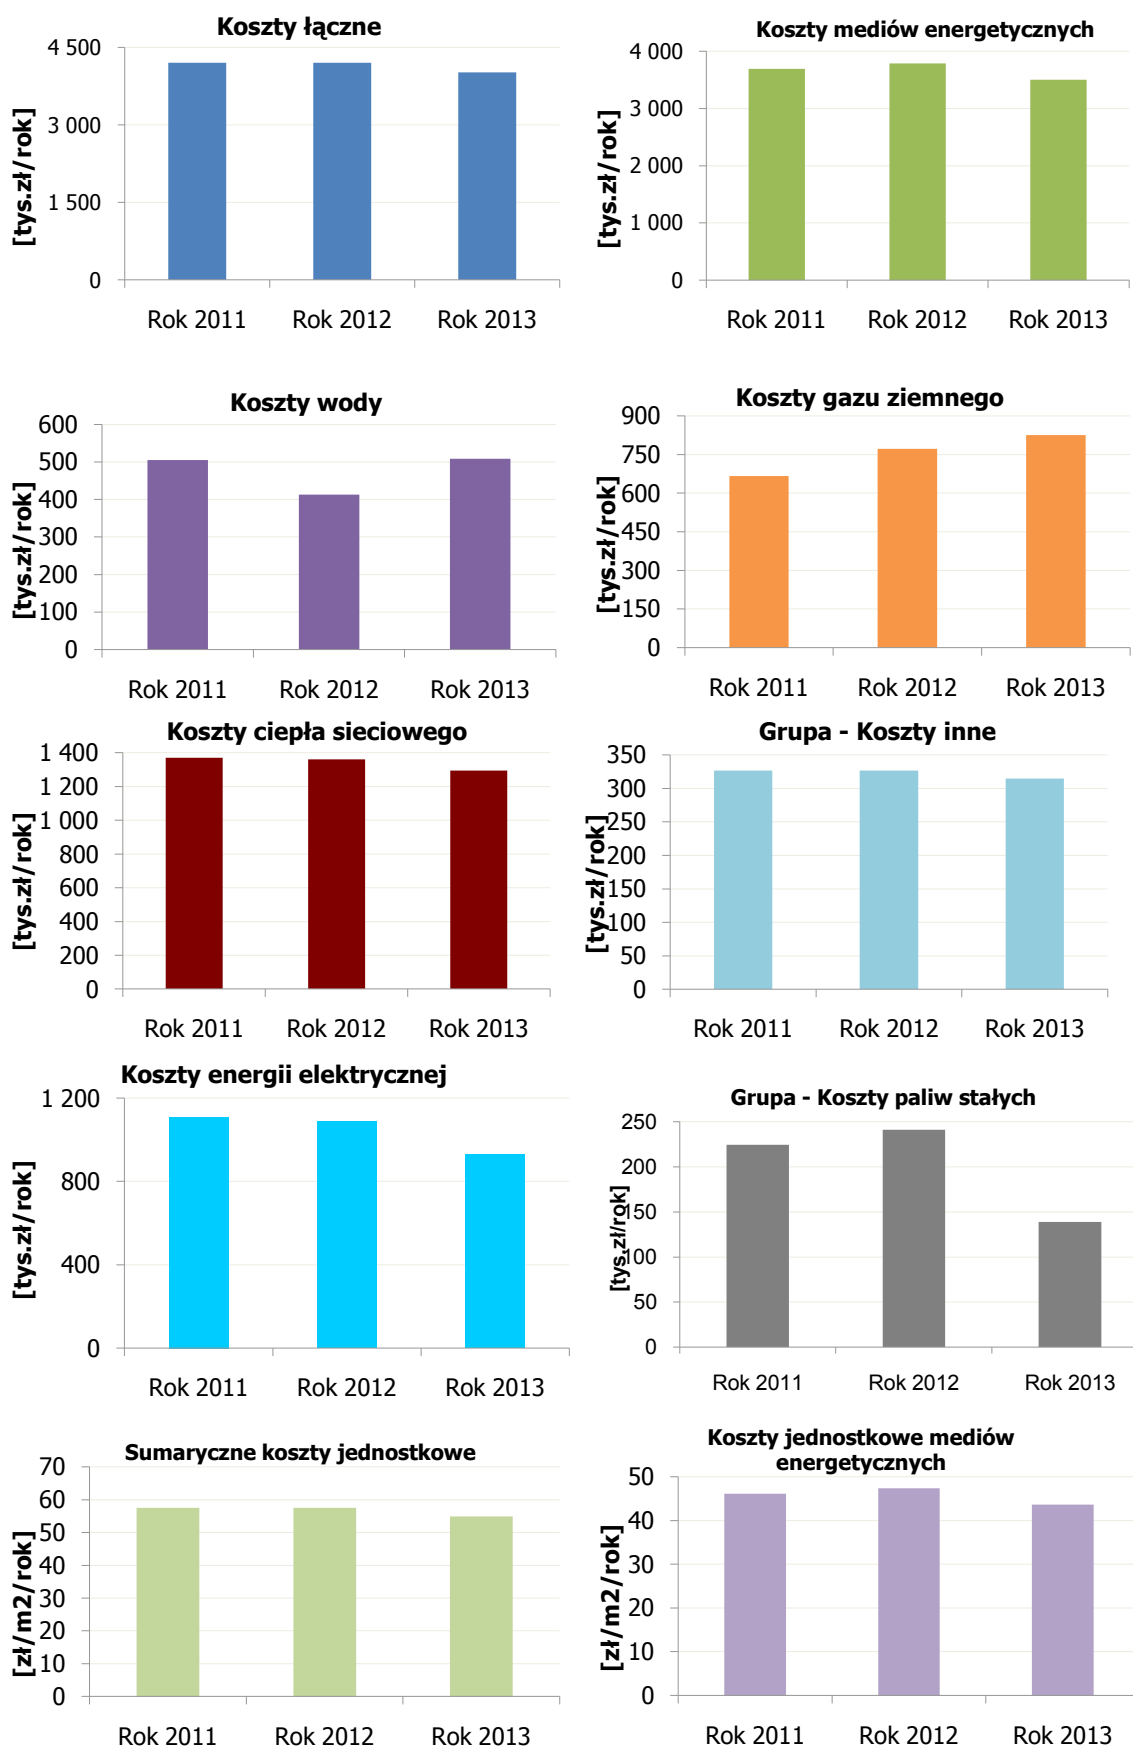 Koszty łączne
[tys.zł/rok]
4 500
3 000
1 500
0
Rok 2011 Rok 2012 Rok 2013
Koszty mediów energetycznych
[tys.zł/rok]
4 000
3 000
2 000
1 000
0
Rok 2011 Rok 2012 Rok 2013
Koszty wody
[tys.zł/rok]
600
500
400
300
200
100
0
Rok 2011 Rok 2012 Rok 2013
Koszty gazu ziemnego
[tys.zł/rok]
900
750
600
450
300
150
0
Rok 2011 Rok 2012 Rok 2013
Koszty ciepła sieciowego
[tys.zł/rok]
1 400
1 200
1 000
800
600
400
200
0
Rok 2011 Rok 2012 Rok 2013
Grupa - Koszty inne
[tys.zł/rok]
350
300
250
200
150
100
50
0
Rok 2011 Rok 2012 Rok 2013
Koszty energii elektrycznej
[tys.zł/rok]
1 200
800
400
0
Rok 2011 Rok 2012 Rok 2013
Grupa - Koszty paliw stałych
[tys.zł/rok]
250
200
150
100
50
0
Rok 2011 Rok 2012 Rok 2013
Sumaryczne koszty jednostkowe
[zł/m2/rok]
70
60
50
40
30
20
10
0
Rok 2011 Rok 2012 Rok 2013
Koszty jednostkowe mediów
energetycznych
[zł/m2/rok]
50
40
30
20
10
0
Rok 2011 Rok 2012 Rok 2013